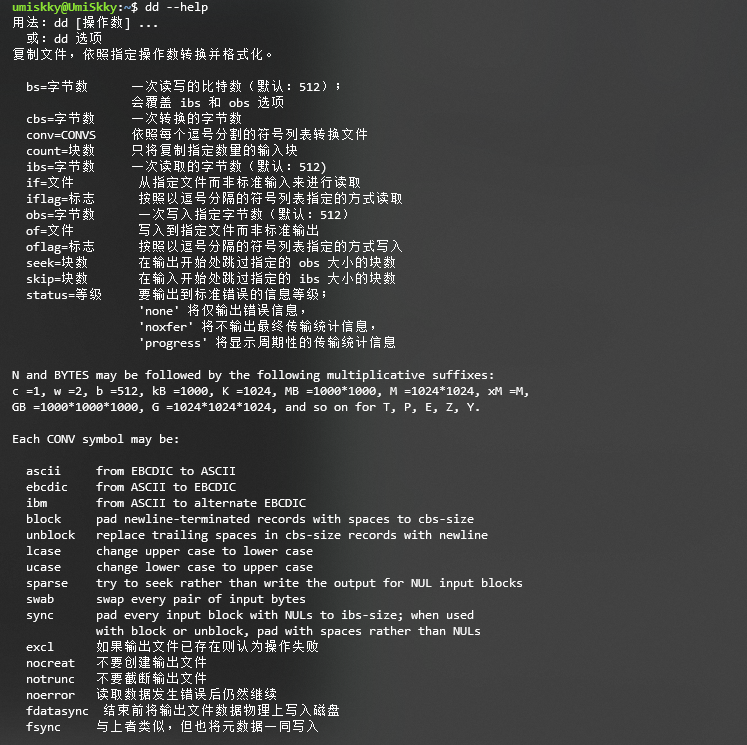 umiskky@UmiSkky:~$ dd --help
用法：dd [操作数] ...
或：dd 选项
复制文件，依照指定操作数转换并格式化。
bs=字节数 一次读写的比特数（默认：512）；
会覆盖 ibs 和 obs 选项
cbs=字节数 一次转换的字节数
conv=CONVS 依照每个逗号分割的符号列表转换文件
count=块数 只将复制指定数量的输入块
ibs=字节数 一次读取的字节数（默认：512)
if=文件 从指定文件而非标准输入来进行读取
iflag=标志 按照以逗号分隔的符号列表指定的方式读取
obs=字节数 一次写入指定字节数（默认：512）
of=文件 写入到指定文件而非标准输出
oflag=标志 按照以逗号分隔的符号列表指定的方式写入
seek=块数 在输出开始处跳过指定的 obs 大小的块数
skip=块数 在输入开始处跳过指定的 ibs 大小的块数
status=等级 要输出到标准错误的信息等级；
'none' 将仅输出错误信息，
'noxfer' 将不输出最终传输统计信息，
'progress' 将显示周期性的传输统计信息
N and BYTES may be followed by the following multiplicative suffixes:
c =1, w =2, b =512, kB =1000, K =1024, MB =1000*1000, M =1024*1024, xM =M,
GB =1000*1000*1000, G =1024*1024*1024, and so on for T, P, E, Z, Y.
Each CONV symbol may be:
ascii from EBCDIC to ASCII
ebcdic from ASCII to EBCDIC
ibm from ASCII to alternate EBCDIC
block pad newline-terminated records with spaces to cbs-size
unblock replace trailing spaces in cbs-size records with newline
lcase change upper case to lower case
ucase change lower case to upper case
sparse try to seek rather than write the output for NUL input blocks
swab swap every pair of input bytes
sync pad every input block with NULs to ibs-size; when used
with block or unblock, pad with spaces rather than NULs
excl 如果输出文件已存在则认为操作失败
nocreat 不要创建输出文件
notrunc 不要截断输出文件
noerror 读取数据发生错误后仍然继续
fdatasync 结束前将输出文件数据物理上写入磁盘
fsync 与上者类似，但也将元数据一同写入